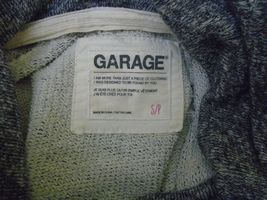 GARAGE
I AM MORE THAN JUST A PIECE OF CLOTHING
I WAS DESIGNED TO BE FOUND BY YOU
JE SUIS PLUS QU'UN SIMPLE VÊTEMENT
J'AI ÉTÉ CRÉÉ POUR TOI
S/P